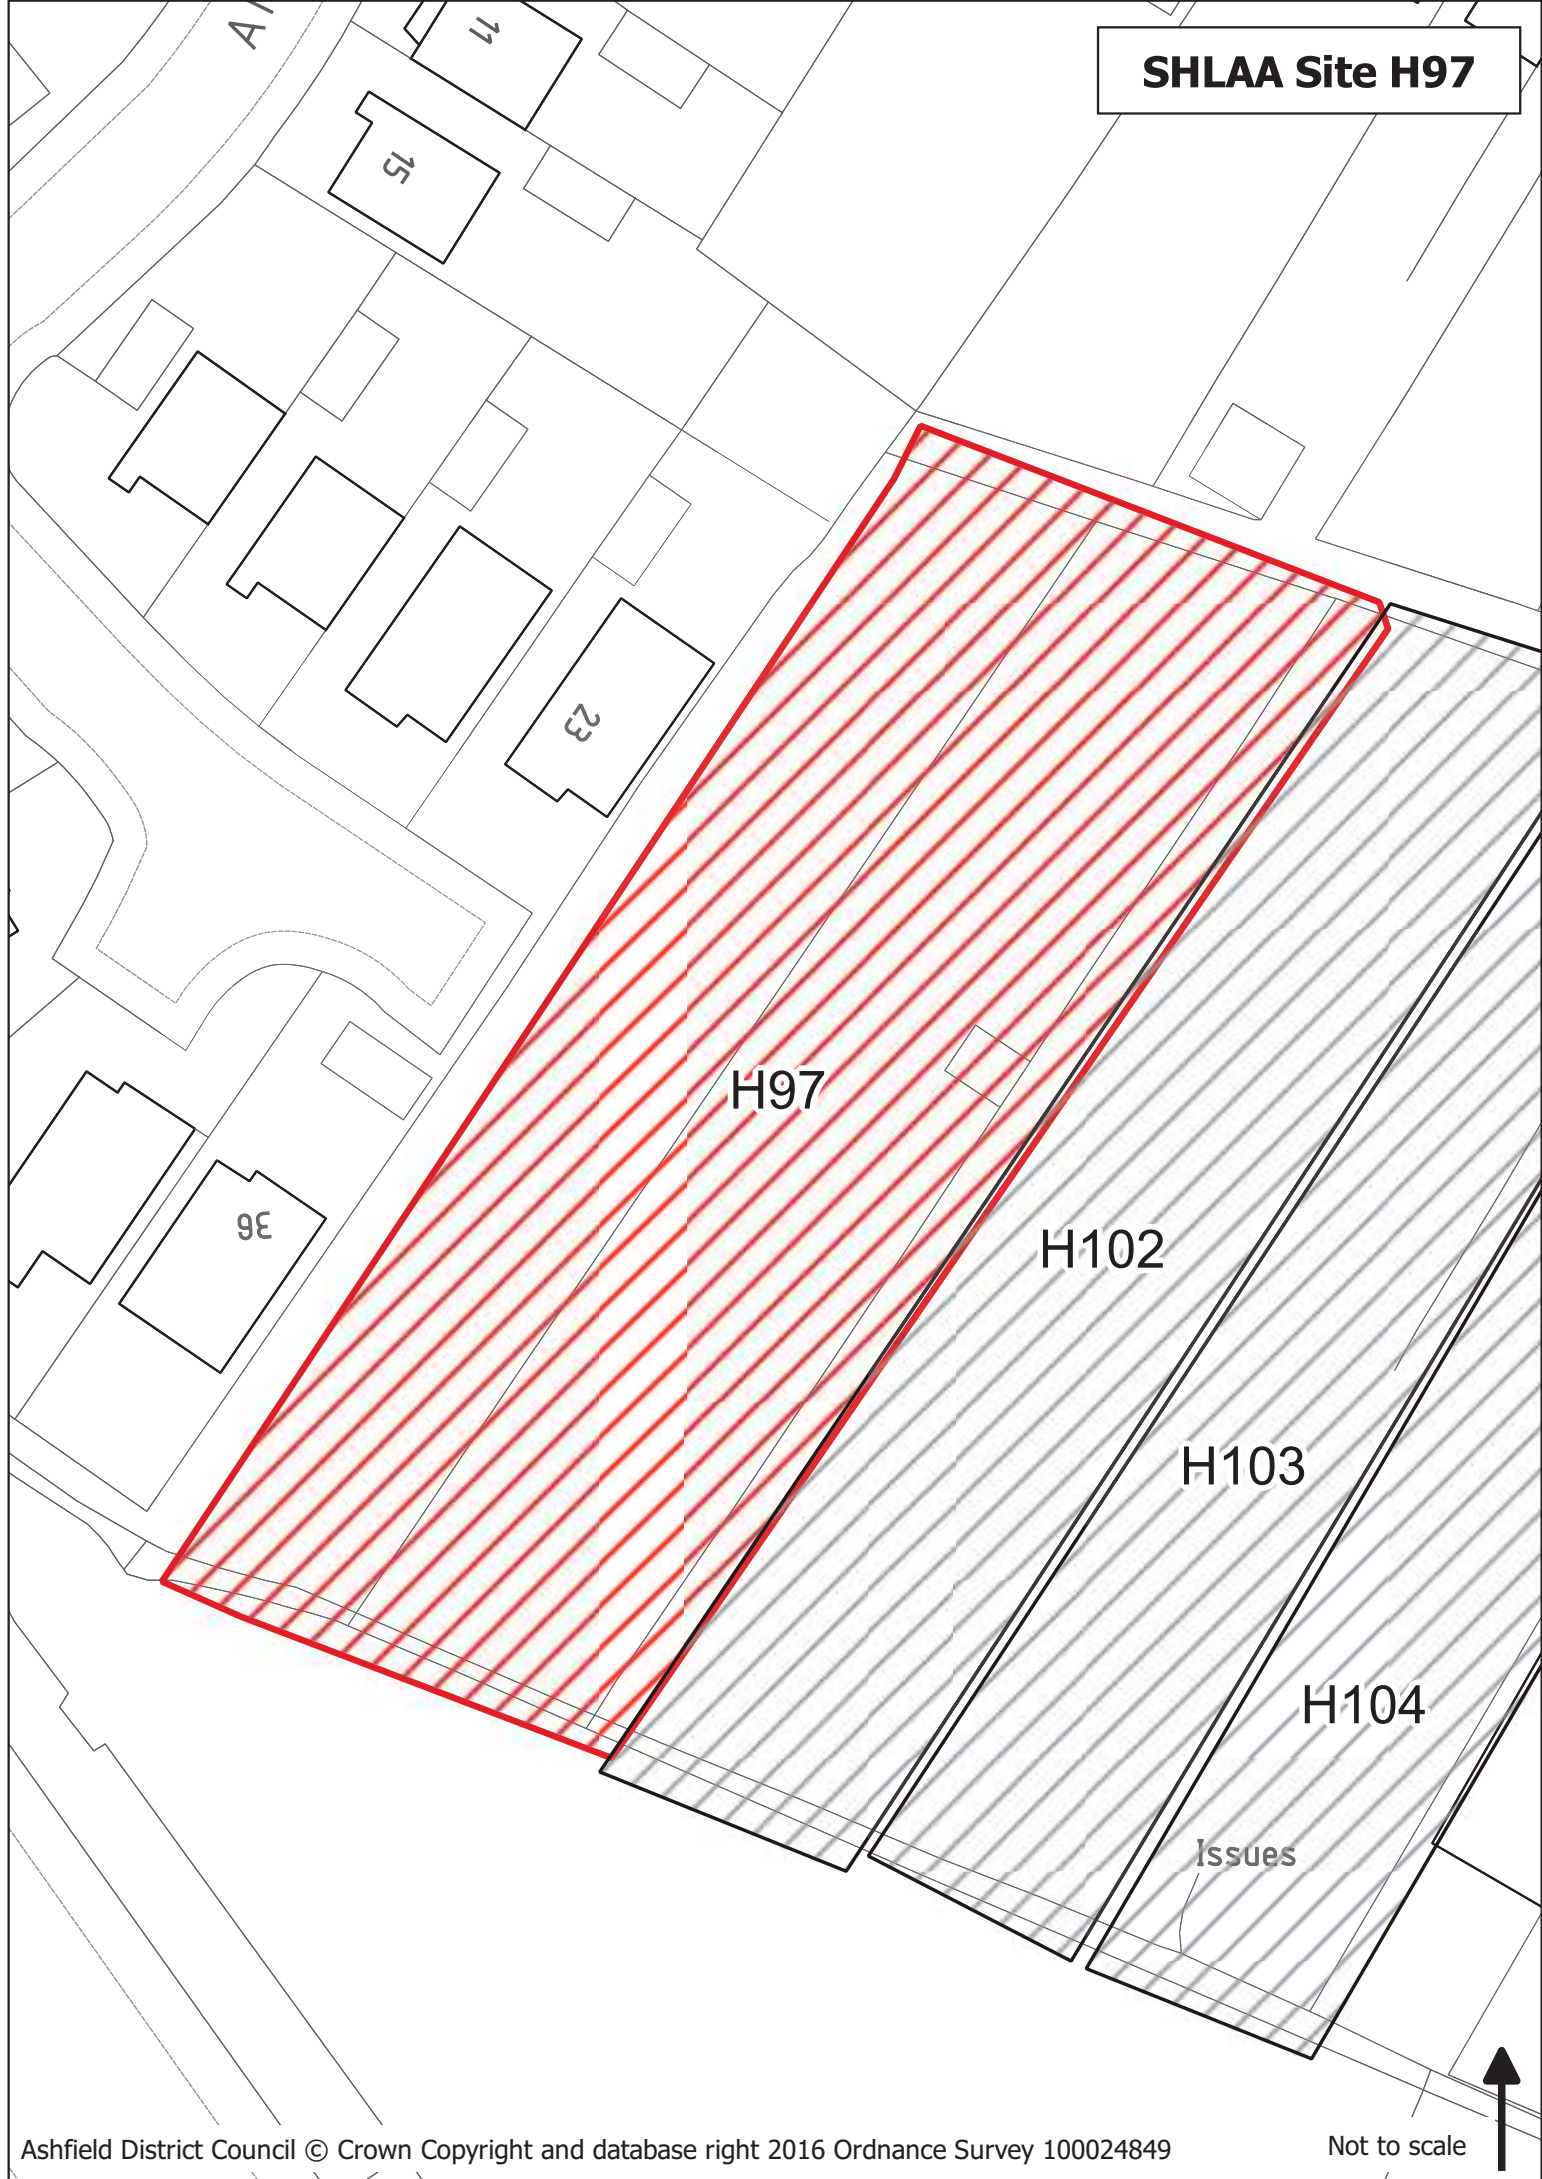 SHLAA Site H97
11
15
23
36
H97
H102
H103
H104
Issues
Ashfield District Council © Crown Copyright and database right 2016 Ordnance Survey 100024849
Not to scale